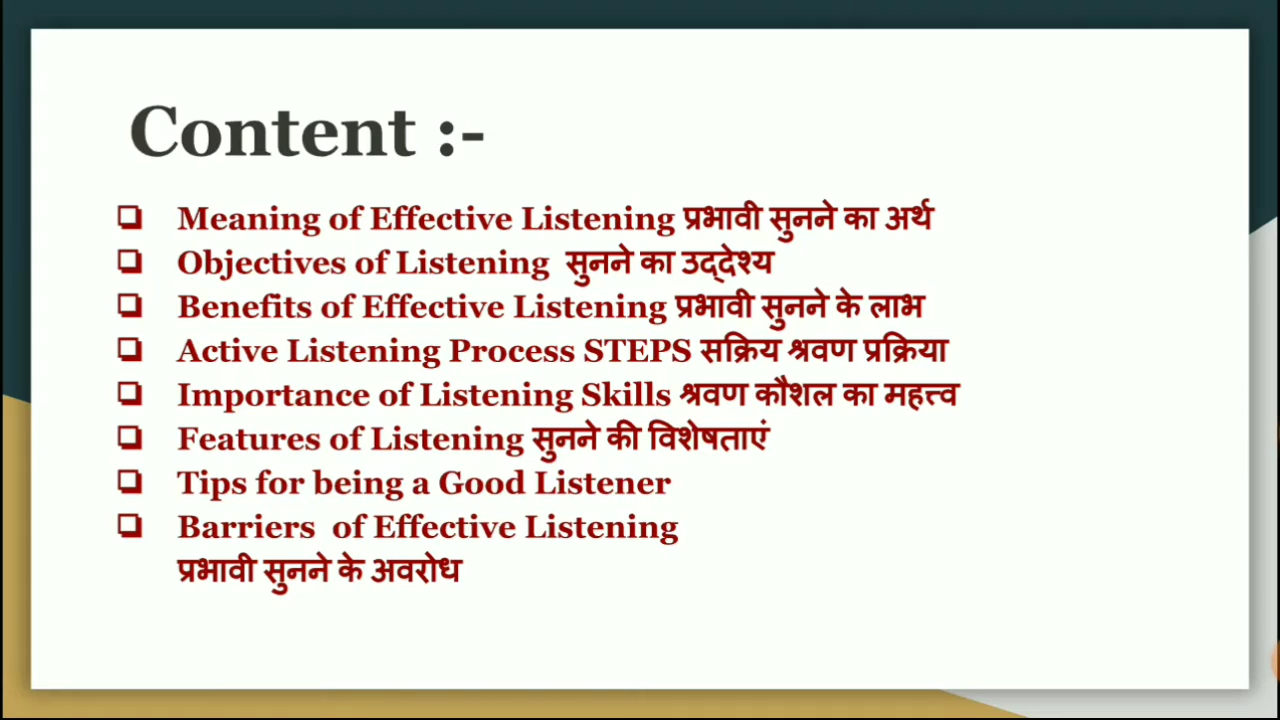 Content :-
Meaning of Effective Listening प्रभावी सुनने का अर्थ
Objectives of Listening सुनने का उद्देश्य
Benefits of Effective Listening प्रभावी सुनने के लाभ
Active Listening Process STEPS सक्रिय श्रवण प्रक्रिया
Importance of Listening Skills श्रवण कौशल का महत्त्व
Features of Listening सुनने की विशेषताएं
Tips for being a Good Listener
Barriers of Effective Listening
प्रभावी सुनने के अवरोध